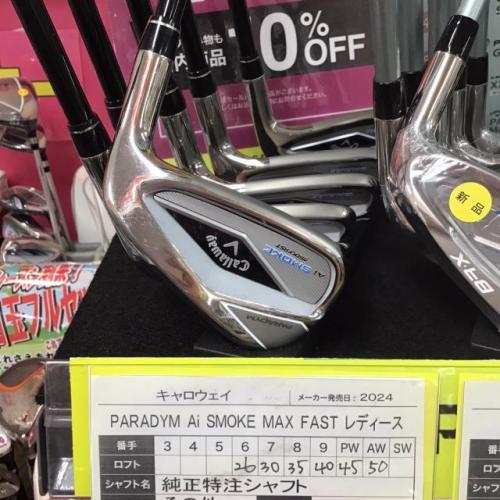 0%
OFF
Callaway
Ai SMOKE
MAX FAST
PARADYM
新品
キャロウェイ
メーカー発売日：2024
PARADYM Ai SMOKE MAX FAST レディース
番手 3 4 5 6 7 8 9 PW AW SW
ロフト 26 30 35 40 45 50
シャフト名 純正特注シャフト